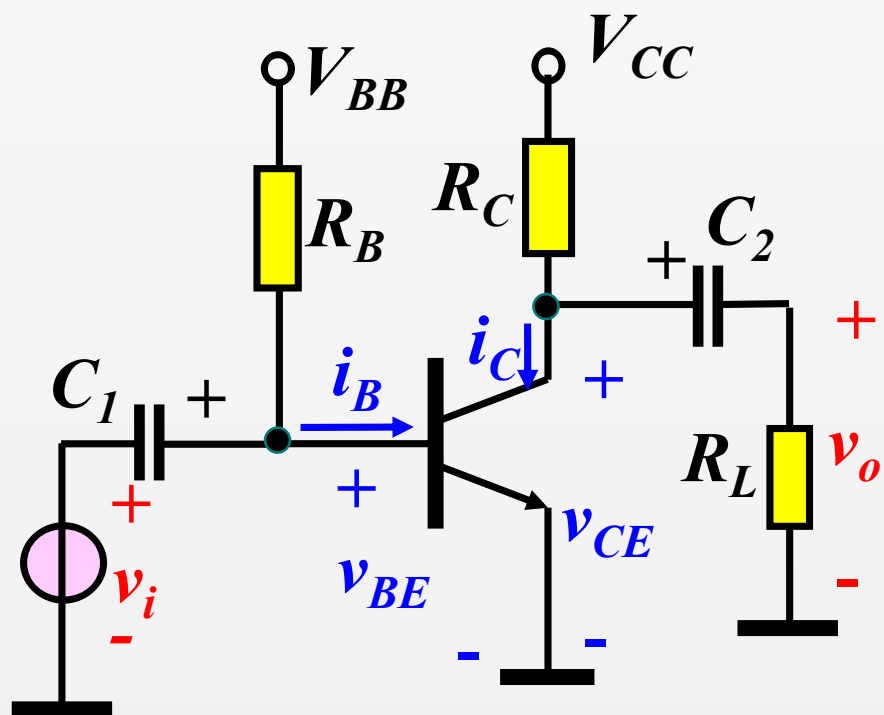 V_BB
V_CC
R_B
R_C
C_2
+
+
i_C
+
i_B
C_1
+
+
v_i
-
+
v_BE
-
v_CE
-
R_L
v_o
-